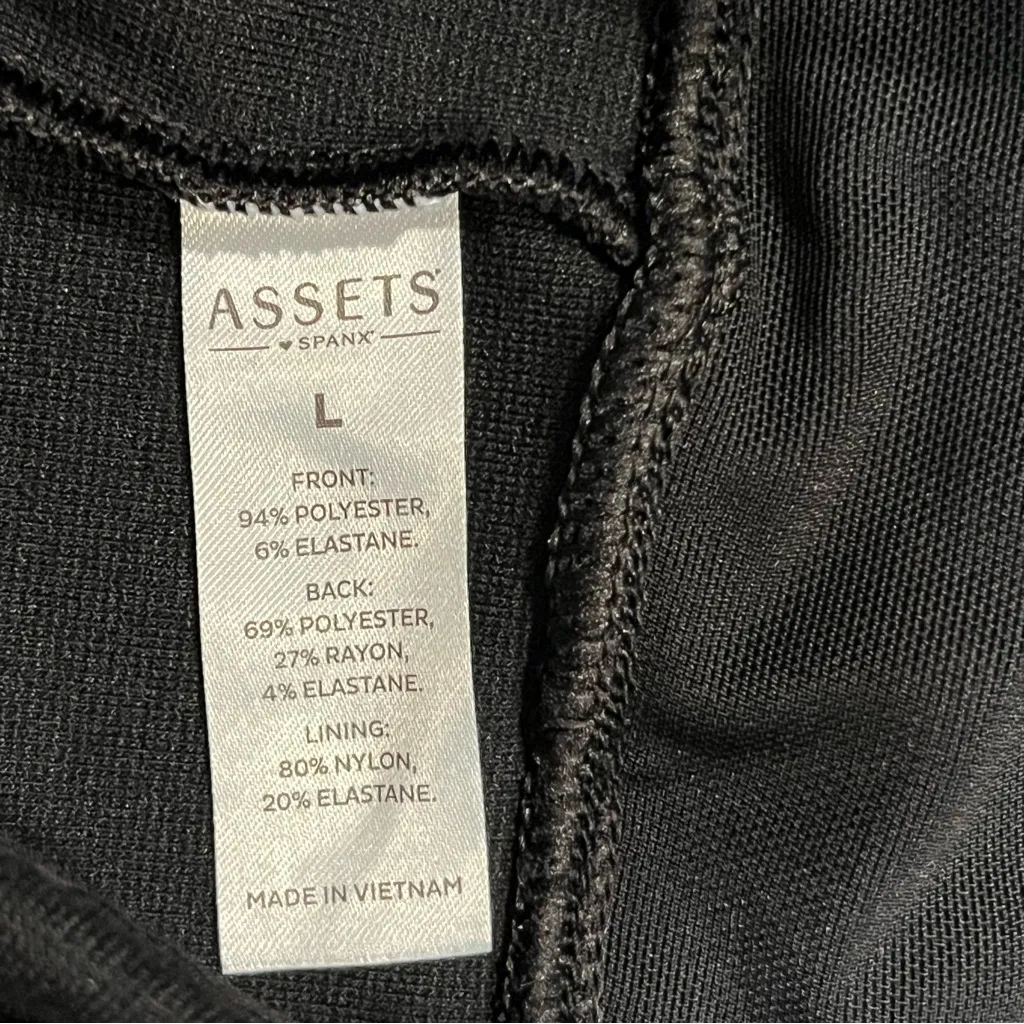 ASSETS®
❤SPANX®
L
FRONT:
94% POLYESTER,
6% ELASTANE.
BACK:
69% POLYESTER,
27% RAYON,
4% ELASTANE.
LINING:
80% NYLON,
20% ELASTANE.
MADE IN VIETNAM